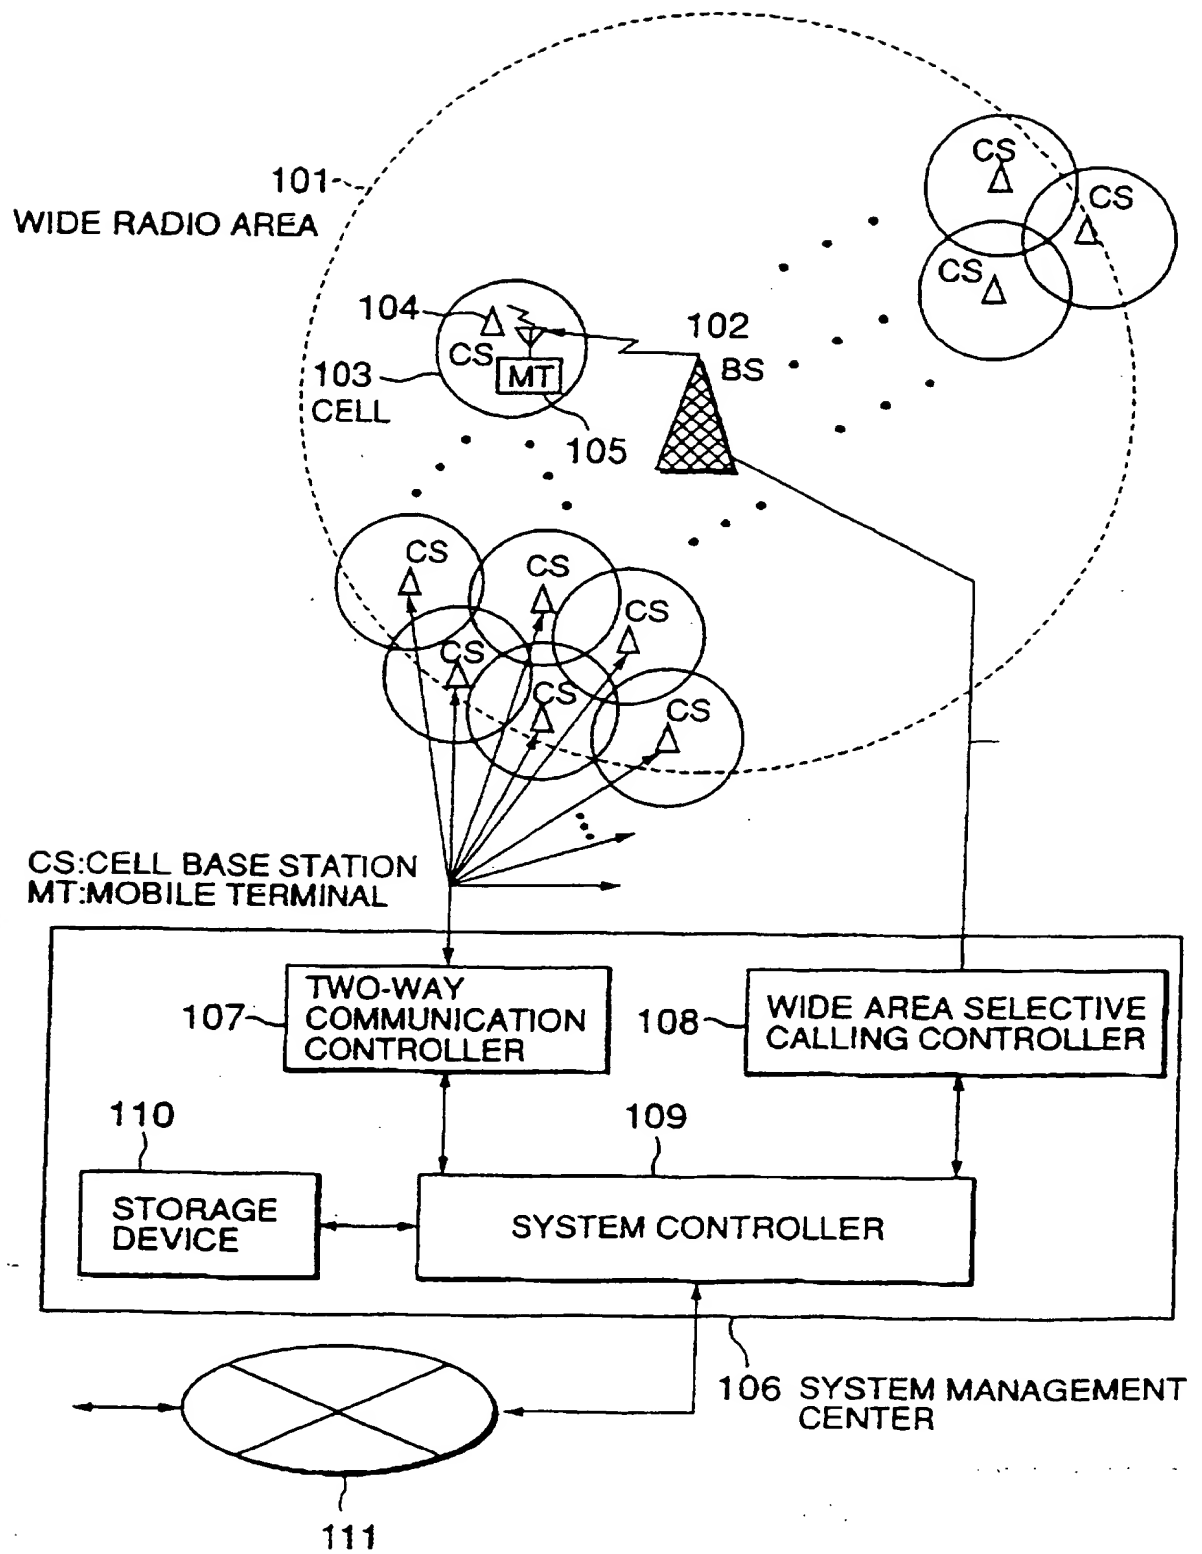 101
WIDE RADIO AREA
CS
CS
CS
104
CS
MT
103
CELL
105
102
BS
CS
CS
CS
CS
CS
CS
CS:CELL BASE STATION
MT:MOBILE TERMINAL
107
TWO-WAY
COMMUNICATION
CONTROLLER
108
WIDE AREA SELECTIVE
CALLING CONTROLLER
110
STORAGE
DEVICE
109
SYSTEM CONTROLLER
106 SYSTEM MANAGEMENT
CENTER
111